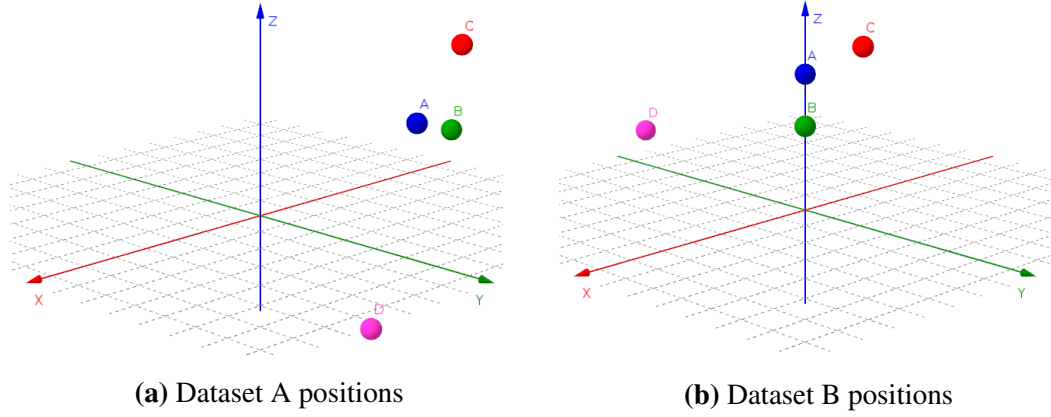 Z
C
A
B
X
Y
D
(a) Dataset A positions
Z
C
A
B
D
X
Y
(b) Dataset B positions